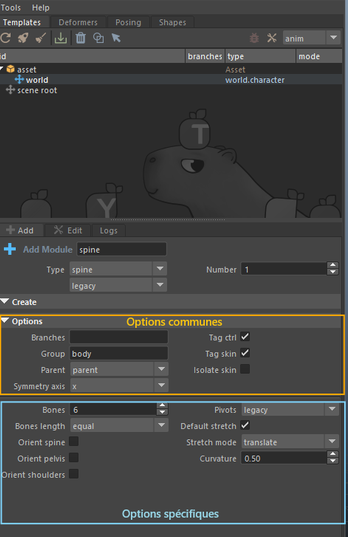 Tools Help
Templates Deformers Posing Shapes
anim
id branches type mode
asset Asset
world world.character
scene root
T
Y
Add Edit Logs
Add Module spine
Type spine Number 1
legacy
Create
Options Options communes
Branches Tag ctrl
Group body Tag skin
Parent parent Isolate skin
Symmetry axis x
Bones 6 Pivots legacy
Bones length equal Default stretch
Orient spine Stretch mode translate
Orient pelvis Curvature 0.50
Orient shoulders
Options spécifiques